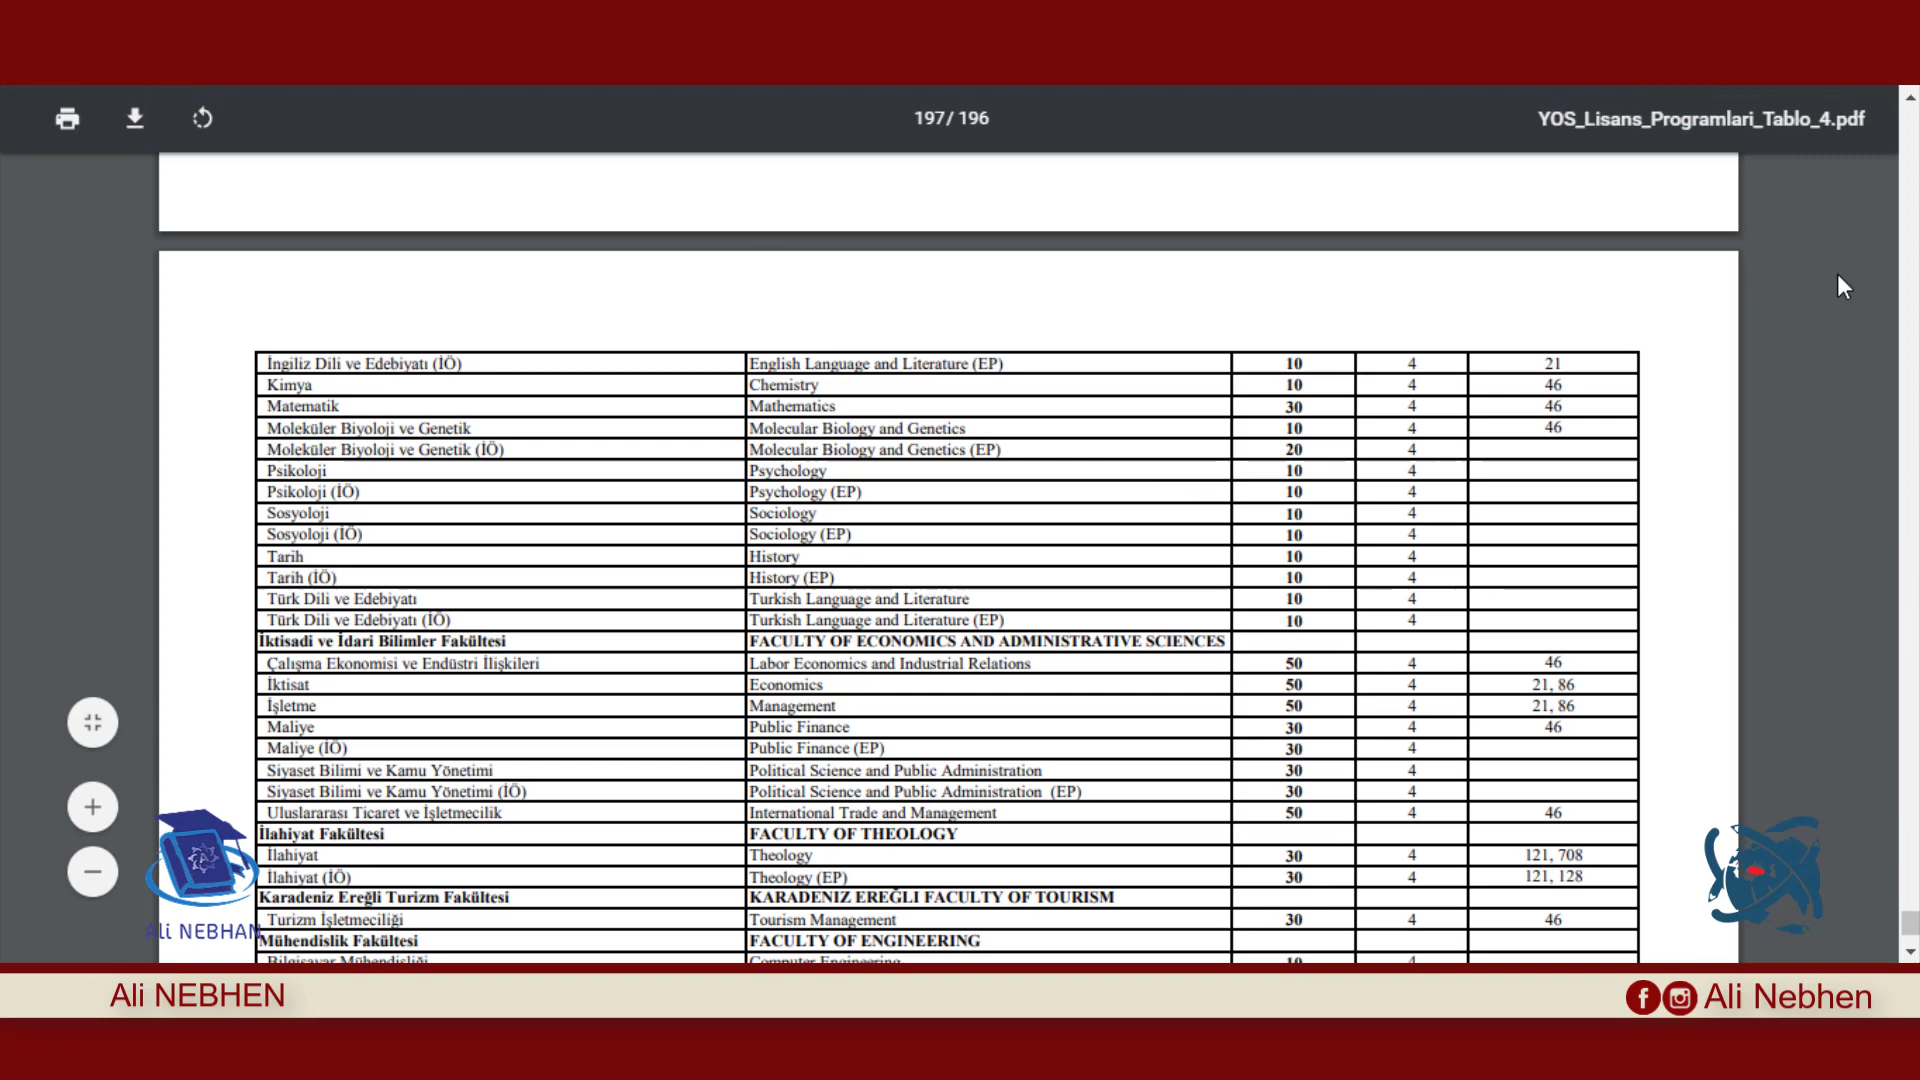 197/ 196
YOS_Lisans_Programlari_Tablo_4.pdf
İngiliz Dili ve Edebiyatı (İÖ) English Language and Literature (EP) 10 4 21
Kimya Chemistry 10 4 46
Matematik Mathematics 30 4 46
Moleküler Biyoloji ve Genetik Molecular Biology and Genetics 10 4 46
Moleküler Biyoloji ve Genetik (İÖ) Molecular Biology and Genetics (EP) 20 4
Psikoloji Psychology 10 4
Psikoloji (İÖ) Psychology (EP) 10 4
Sosyoloji Sociology 10 4
Sosyoloji (İÖ) Sociology (EP) 10 4
Tarih History 10 4
Tarih (İÖ) History (EP) 10 4
Türk Dili ve Edebiyatı Turkish Language and Literature 10 4
Türk Dili ve Edebiyatı (İÖ) Turkish Language and Literature (EP) 10 4
İktisadi ve İdari Bilimler Fakültesi FACULTY OF ECONOMICS AND ADMINISTRATIVE SCIENCES
Çalışma Ekonomisi ve Endüstri İlişkileri Labor Economics and Industrial Relations 50 4 46
İktisat Economics 50 4 21, 86
İşletme Management 50 4 21, 86
Maliye Public Finance 30 4 46
Maliye (İÖ) Public Finance (EP) 30 4
Siyaset Bilimi ve Kamu Yönetimi Political Science and Public Administration 30 4
Siyaset Bilimi ve Kamu Yönetimi (İÖ) Political Science and Public Administration (EP) 30 4
Uluslararası Ticaret ve İşletmecilik International Trade and Management 50 4 46
İlahiyat Fakültesi FACULTY OF THEOLOGY
İlahiyat Theology 30 4 121, 708
İlahiyat (İÖ) Theology (EP) 30 4 121, 128
Karadeniz Ereğli Turizm Fakültesi KARADENIZ EREĞLI FACULTY OF TOURISM
Turizm İşletmeciliği Tourism Management 30 4 46
Mühendislik Fakültesi FACULTY OF ENGINEERING
Bilgisayar Mühendisliği Computer Engineering 10 4
ALi NEBHAN
Ali NEBHEN
Ali Nebhen